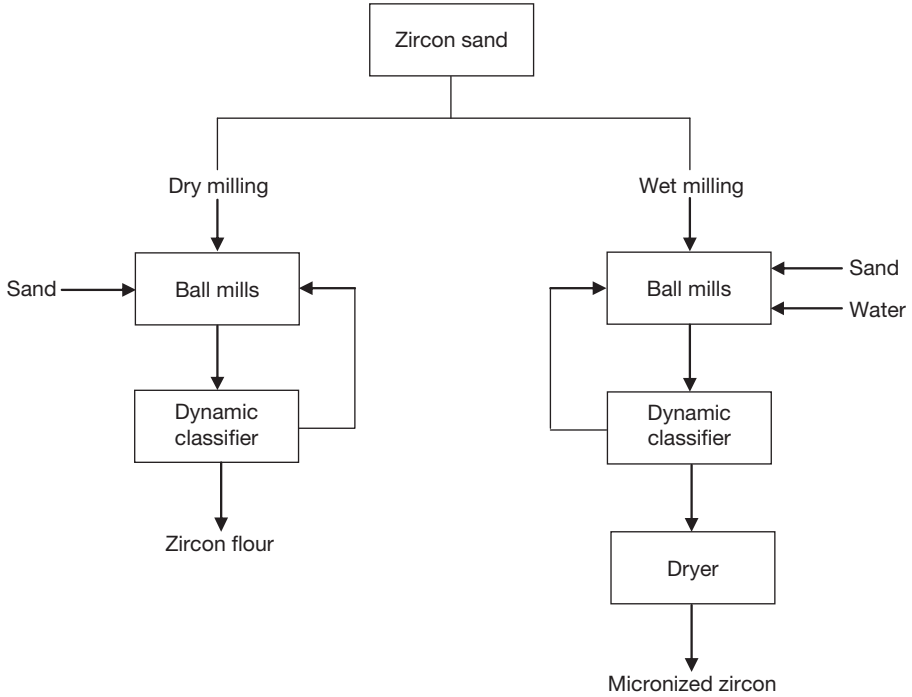 Zircon sand
Dry milling
Wet milling
Sand
Ball mills
Ball mills
Sand
Water
Dynamic
classifier
Dynamic
classifier
Zircon flour
Dryer
Micronized zircon